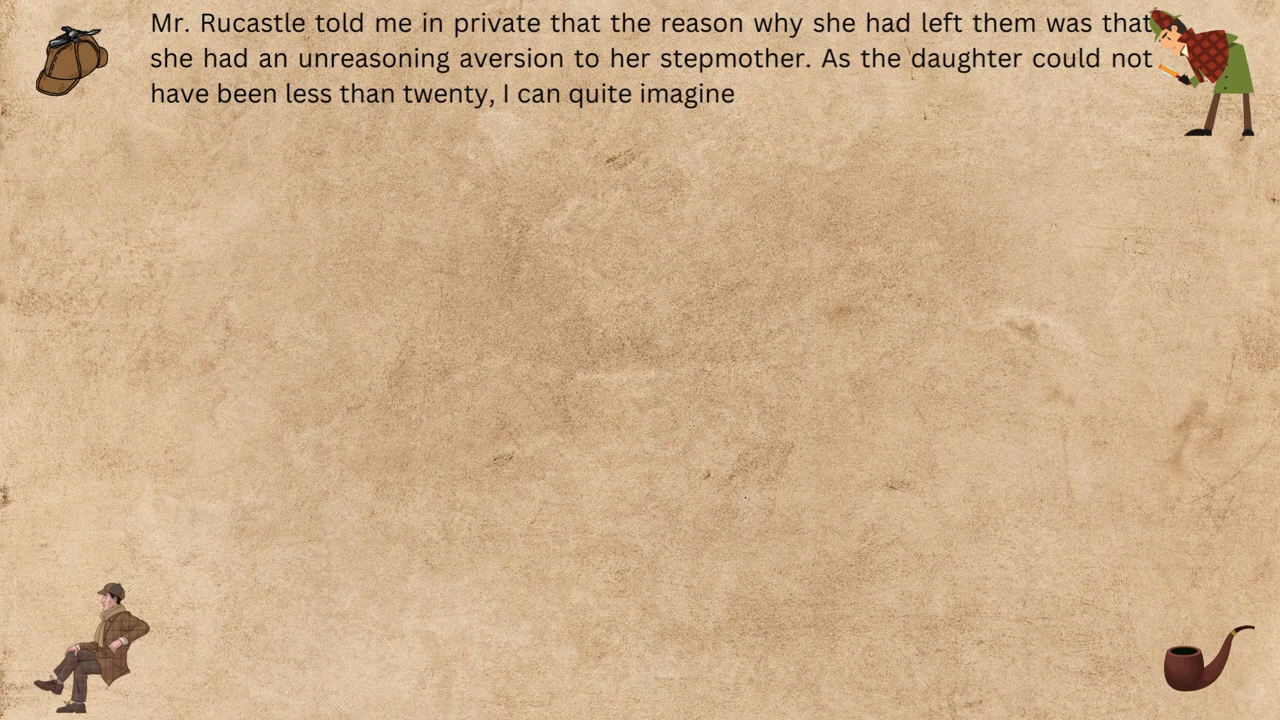 Mr. Rucastle told me in private that the reason why she had left them was that
she had an unreasoning aversion to her stepmother. As the daughter could not
have been less than twenty, I can quite imagine